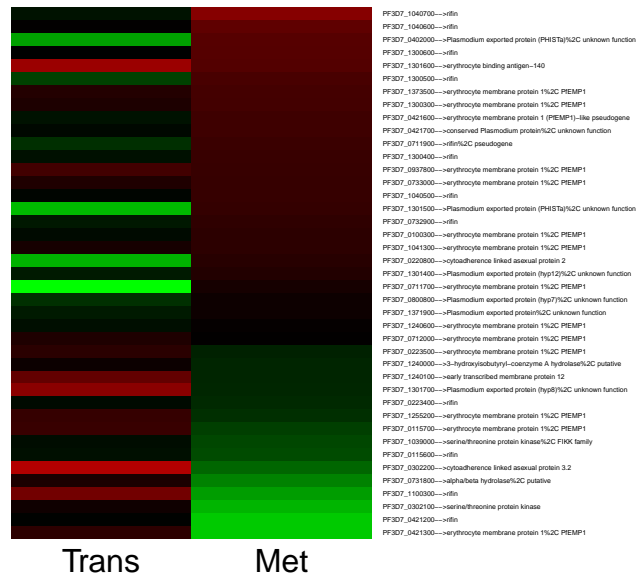 PF3D7_1040700−−>rifin
PF3D7_1040600−−>rifin
PF3D7_0402000−−>Plasmodium exported protein (PHISTa)%2C unknown function
PF3D7_1300600−−>rifin
PF3D7_1301600−−>erythrocyte binding antigen−140
PF3D7_1300500−−>rifin
PF3D7_1373500−−>erythrocyte membrane protein 1%2C PfEMP1
PF3D7_1300300−−>erythrocyte membrane protein 1%2C PfEMP1
PF3D7_0421600−−>erythrocyte membrane protein 1 (PfEMP1)−like pseudogene
PF3D7_0421700−−>conserved Plasmodium protein%2C unknown function
PF3D7_0711900−−>rifin%2C pseudogene
PF3D7_1300400−−>rifin
PF3D7_0937800−−>erythrocyte membrane protein 1%2C PfEMP1
PF3D7_0733000−−>erythrocyte membrane protein 1%2C PfEMP1
PF3D7_1040500−−>rifin
PF3D7_1301500−−>Plasmodium exported protein (PHISTa)%2C unknown function
PF3D7_0732900−−>rifin
PF3D7_0100300−−>erythrocyte membrane protein 1%2C PfEMP1
PF3D7_1041300−−>erythrocyte membrane protein 1%2C PfEMP1
PF3D7_0220800−−>cytoadherence linked asexual protein 2
PF3D7_1301400−−>Plasmodium exported protein (hyp12)%2C unknown function
PF3D7_0711700−−>erythrocyte membrane protein 1%2C PfEMP1
PF3D7_0800800−−>Plasmodium exported protein (hyp7)%2C unknown function
PF3D7_1371900−−>Plasmodium exported protein%2C unknown function
PF3D7_1240600−−>erythrocyte membrane protein 1%2C PfEMP1
PF3D7_0712000−−>erythrocyte membrane protein 1%2C PfEMP1
PF3D7_0223500−−>erythrocyte membrane protein 1%2C PfEMP1
PF3D7_1240000−−>3−hydroxyisobutyryl−coenzyme A hydrolase%2C putative
PF3D7_1240100−−>early transcribed membrane protein 12
PF3D7_1301700−−>Plasmodium exported protein (hyp8)%2C unknown function
PF3D7_0223400−−>rifin
PF3D7_1255200−−>erythrocyte membrane protein 1%2C PfEMP1
PF3D7_0115700−−>erythrocyte membrane protein 1%2C PfEMP1
PF3D7_1039000−−>serine/threonine protein kinase%2C FIKK family
PF3D7_0115600−−>rifin
PF3D7_0302200−−>cytoadherence linked asexual protein 3.2
PF3D7_0731800−−>alpha/beta hydrolase%2C putative
PF3D7_1100300−−>rifin
PF3D7_0302100−−>serine/threonine protein kinase
PF3D7_0421200−−>rifin
PF3D7_0421300−−>erythrocyte membrane protein 1%2C PfEMP1
Trans Met